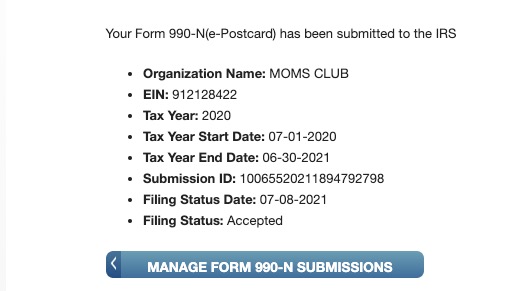 Your Form 990-N(e-Postcard) has been submitted to the IRS
• Organization Name: MOMS CLUB
• EIN: 912128422
• Tax Year: 2020
• Tax Year Start Date: 07-01-2020
• Tax Year End Date: 06-30-2021
• Submission ID: 10065520211894792798
• Filing Status Date: 07-08-2021
• Filing Status: Accepted
MANAGE FORM 990-N SUBMISSIONS